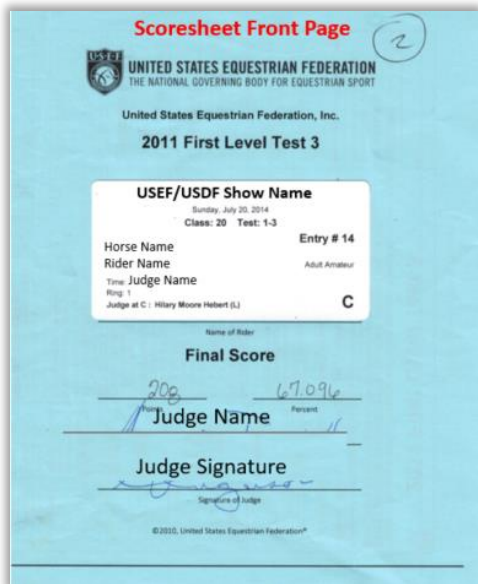 Scoresheet Front Page
2
USEF
UNITED STATES EQUESTRIAN FEDERATION
THE NATIONAL GOVERNING BODY FOR EQUESTRIAN SPORT
United States Equestrian Federation, Inc.
2011 First Level Test 3
USEF/USDF Show Name
Sunday, July 20, 2014
Class: 20 Test: 1-3
Entry # 14
Horse Name
Rider Name
Adult Amateur
Time: Judge Name
Ring: 1
Judge at C : Hilary Moore Hebert (L)
C
Name of Rider
Final Score
208 67.096
Points Percent
Judge Name
Judge Signature
Signature of Judge
©2010, United States Equestrian Federation®